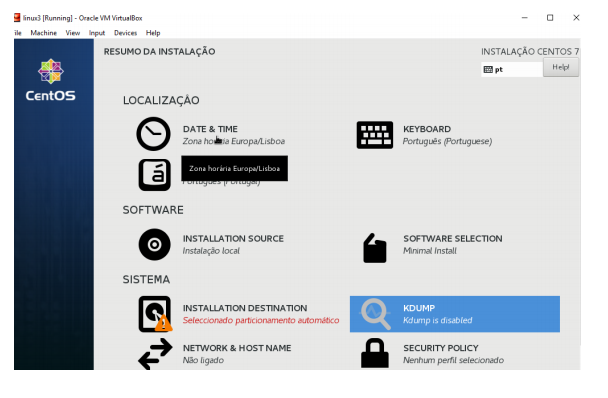 linux3 [Running] - Oracle VM VirtualBox
ile Machine View Input Devices Help
RESUMO DA INSTALAÇÃO
INSTALAÇÃO CENTOS 7
pt
Help!
CentOS
LOCALIZAÇÃO
DATE & TIME
Zona horária Europa/Lisboa
KEYBOARD
Português (Portuguese)
á
Zona horária Europa/Lisboa
Português (Portugal)
SOFTWARE
INSTALLATION SOURCE
Instalação local
SOFTWARE SELECTION
Minimal Install
SISTEMA
INSTALLATION DESTINATION
Seleccionado particionamento automático
KDUMP
Kdump is disabled
NETWORK & HOST NAME
Não ligado
SECURITY POLICY
Nenhum perfil selecionado